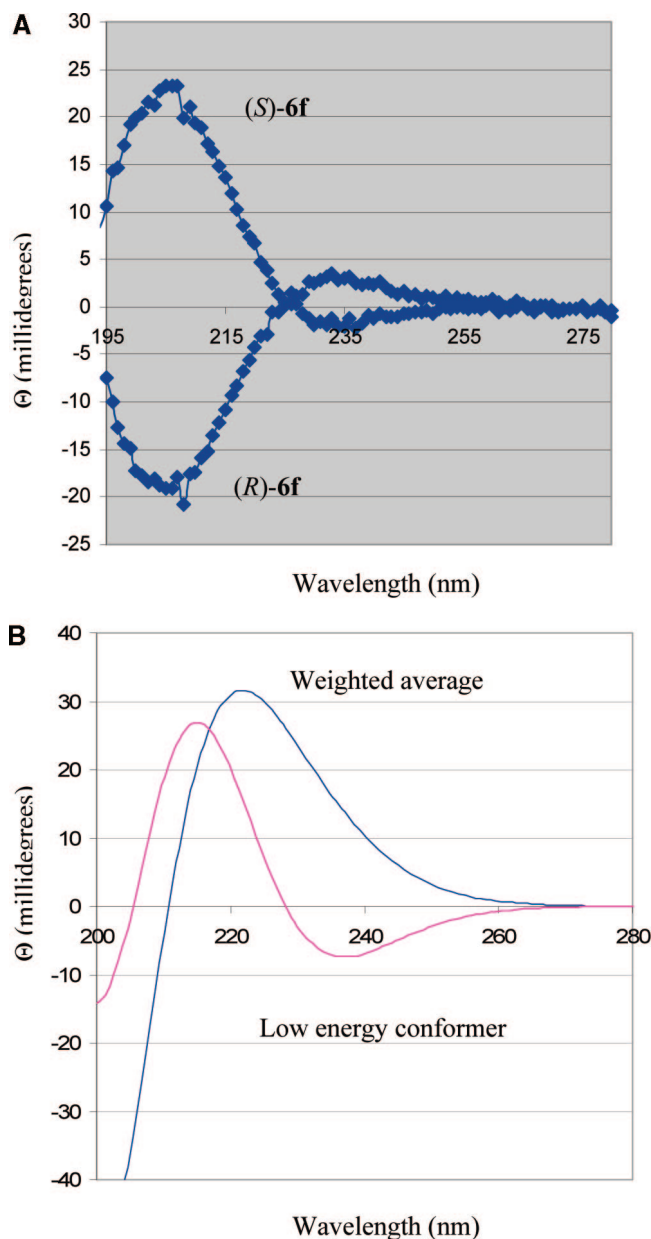 A
30
25
20
15
10
5
0
-5
-10
-15
-20
-25
195 215 235 255 275
(S)-6f
(R)-6f
Θ (millidegrees)
Wavelength (nm)
B
40
30
20
10
0
-10
-20
-30
-40
200 220 240 260 280
Weighted average
Low energy conformer
Θ (millidegrees)
Wavelength (nm)